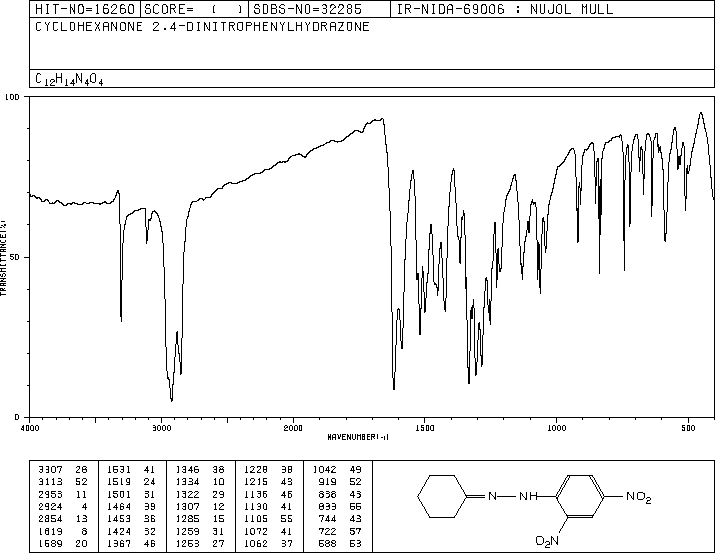 HIT-NO=16260 SCORE= ( ) SDBS-NO=32285 IR-NIDA-69006 : NUJOL MULL
CYCLOHEXANONE 2.4-DINITROPHENYLHYDRAZONE
C12H14N4O4
100
TRANSMITTANCE(%)
50
0
4000 3000 2000 1500 1000 500
WAVENUMBER(-1)
3307 28 1531 41 1346 38 1228 38 1042 49
3113 52 1519 24 1334 10 1215 43 919 52
2953 11 1501 31 1322 29 1136 46 838 43
2924 4 1464 39 1307 12 1130 41 833 55
2854 13 1453 36 1285 15 1105 55 744 43
1619 8 1424 32 1259 31 1072 41 722 57
1589 20 1367 46 1253 27 1062 37 588 53
N NH NO2
O2N